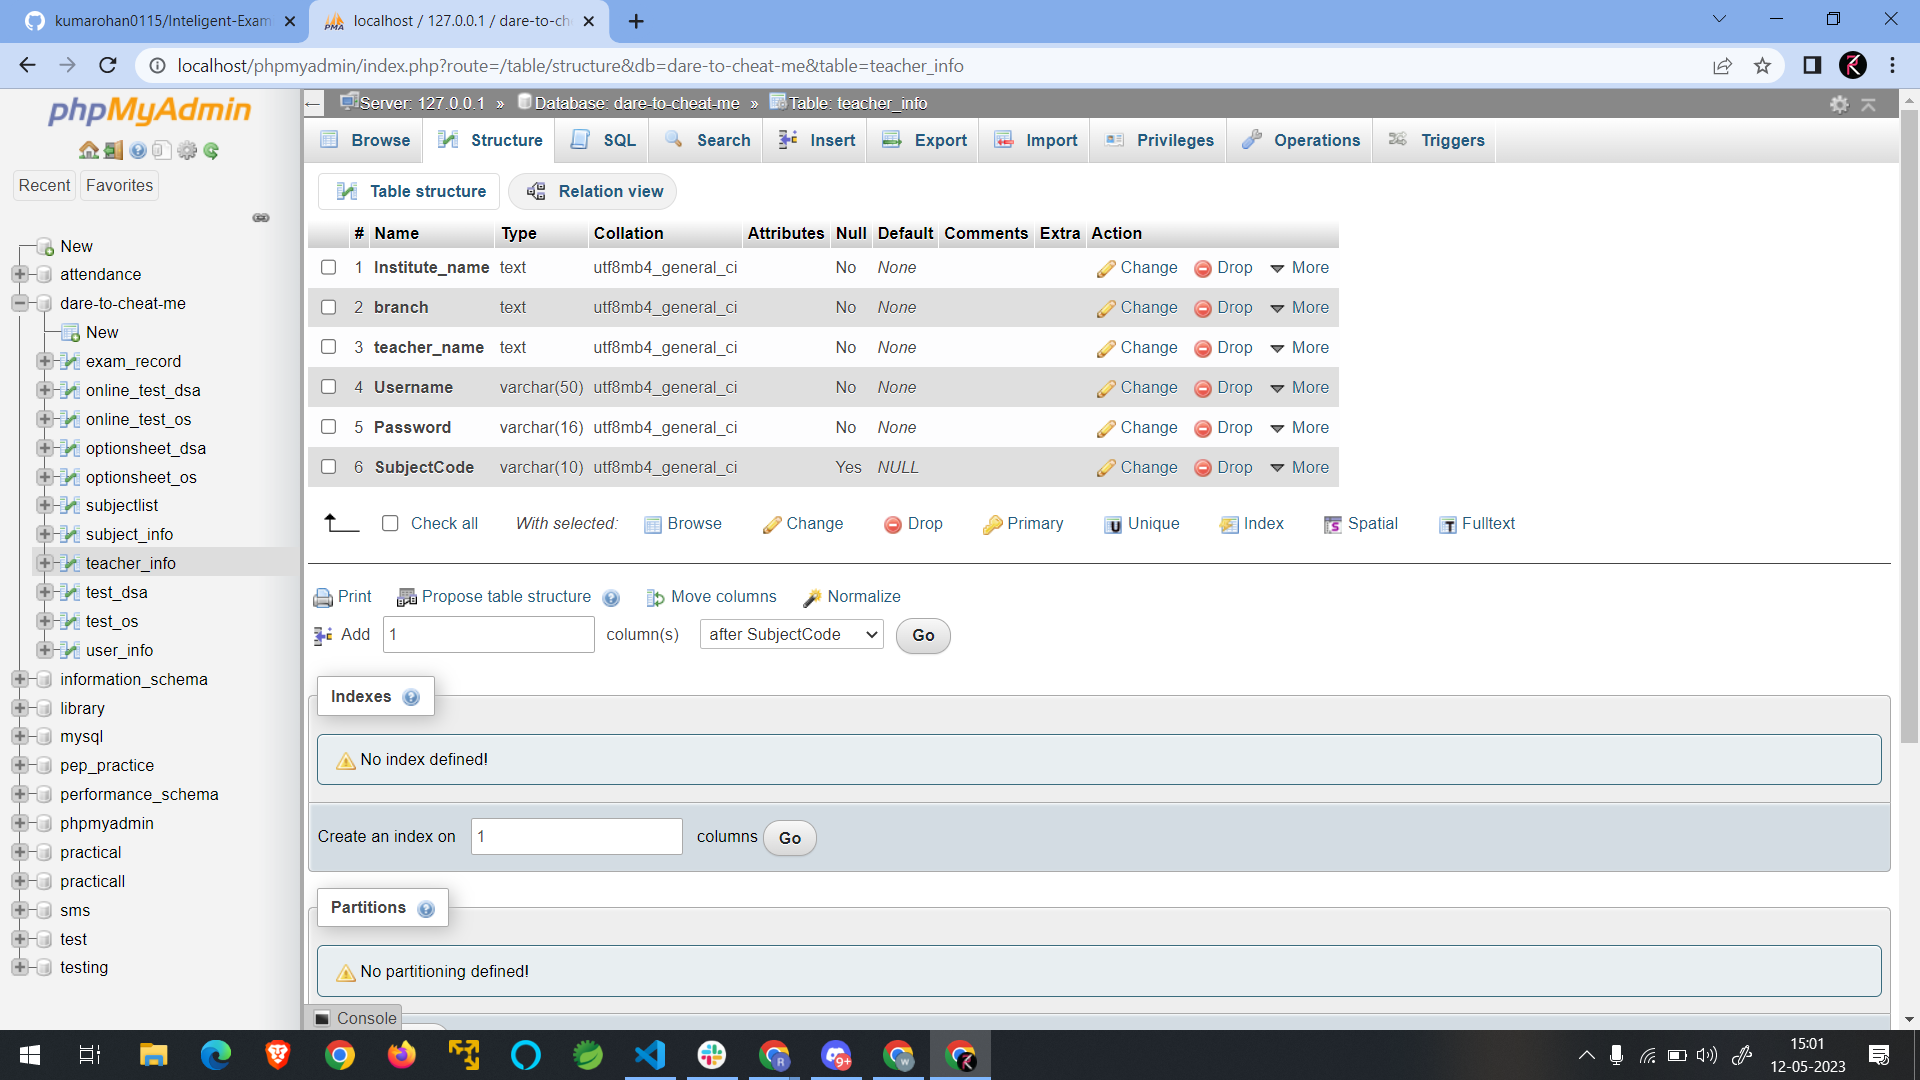 kumarohan0115/Inteligent-Exam
localhost / 127.0.0.1 / dare-to-che
localhost/phpmyadmin/index.php?route=/table/structure&db=dare-to-cheat-me&table=teacher_info
phpMyAdmin
Recent Favorites
New
attendance
dare-to-cheat-me
New
exam_record
online_test_dsa
online_test_os
optionsheet_dsa
optionsheet_os
subjectlist
subject_info
teacher_info
test_dsa
test_os
user_info
information_schema
library
mysql
pep_practice
performance_schema
phpmyadmin
practical
practicall
sms
test
testing
Server: 127.0.0.1 » Database: dare-to-cheat-me » Table: teacher_info
Browse Structure SQL Search Insert Export Import Privileges Operations Triggers
Table structure Relation view
# Name Type Collation Attributes Null Default Comments Extra Action
1 Institute_name text utf8mb4_general_ci No None Change Drop More
2 branch text utf8mb4_general_ci No None Change Drop More
3 teacher_name text utf8mb4_general_ci No None Change Drop More
4 Username varchar(50) utf8mb4_general_ci No None Change Drop More
5 Password varchar(16) utf8mb4_general_ci No None Change Drop More
6 SubjectCode varchar(10) utf8mb4_general_ci Yes NULL Change Drop More
Check all With selected: Browse Change Drop Primary Unique Index Spatial Fulltext
Print Propose table structure Move columns Normalize
Add 1 column(s) after SubjectCode Go
Indexes
No index defined!
Create an index on 1 columns Go
Partitions
No partitioning defined!
Console
15:01
12-05-2023